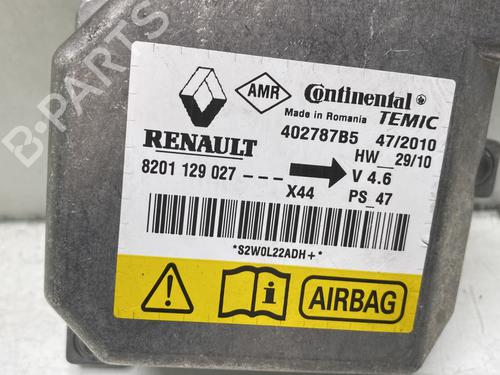 B-PARTS
AMR
Continental
Made in Romania TEMIC
RENAULT
402787B5 47/2010
HW__29/10
8201 129 027 _ _ _
V 4.6
X44
PS_47
*S2W0L22ADH+*
i
AIRBAG